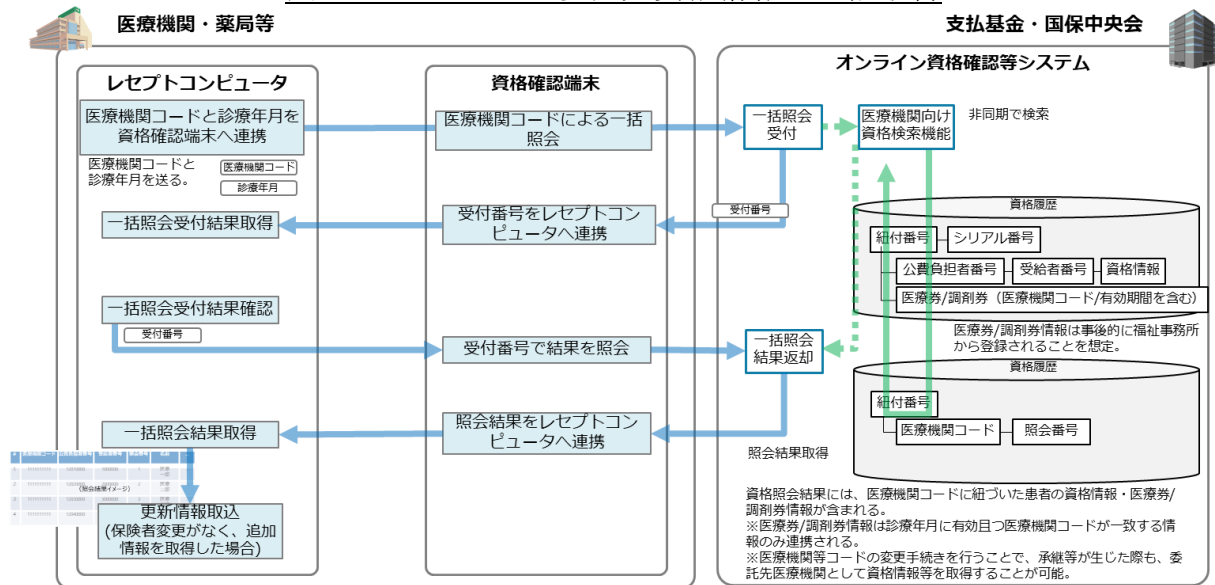 医療機関・薬局等
支払基金・国保中央会
レセプトコンピュータ
資格確認端末
オンライン資格確認等システム
医療機関コードと診療年月を
資格確認端末へ連携
医療機関コードによる一括
照会
一括照会
受付
医療機関向け
資格検索機能
非同期で検索
医療機関コードと
診療年月を送る。
医療機関コード
診療年月
一括照会受付結果取得
受付番号をレセプトコン
ピュータへ連携
受付番号
資格履歴
紐付番号
シリアル番号
公費負担者番号
受給者番号
資格情報
医療券/調剤券（医療機関コード/有効期間を含む）
一括照会受付結果確認
受付番号
受付番号で結果を照会
一括照会
結果返却
医療券/調剤券情報は事後的に福祉事務所
から登録されることを想定。
資格履歴
紐付番号
医療機関コード
照会番号
一括照会結果取得
照会結果をレセプトコン
ピュータへ連携
照会結果取得
(照会結果イメージ)
更新情報取込
(保険者変更がなく、追加
情報を取得した場合)
資格照会結果には、医療機関コードに紐づいた患者の資格情報・医療券/
調剤券情報が含まれる。
※医療券/調剤券情報は診療年月に有効且つ医療機関コードが一致する情
報のみ連携される。
※医療機関等コードの変更手続きを行うことで、承継等が生じた際も、委
託先医療機関として資格情報等を取得することが可能。